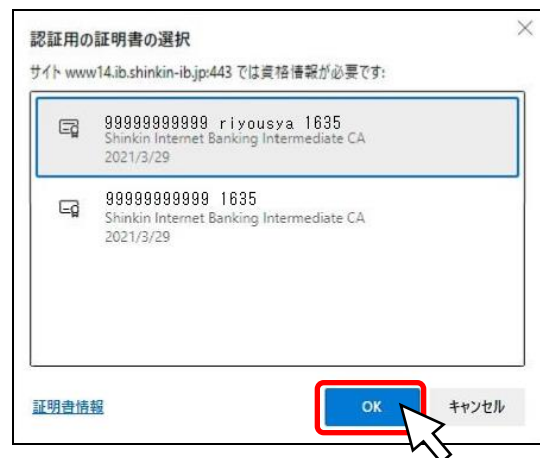 認証用の証明書の選択
サイト www14.ib.shinkin-ib.jp:443 では資格情報が必要です:
99999999999 riyousya 1635
Shinkin Internet Banking Intermediate CA
2021/3/29
99999999999 1635
Shinkin Internet Banking Intermediate CA
2021/3/29
証明書情報
OK
キャンセル